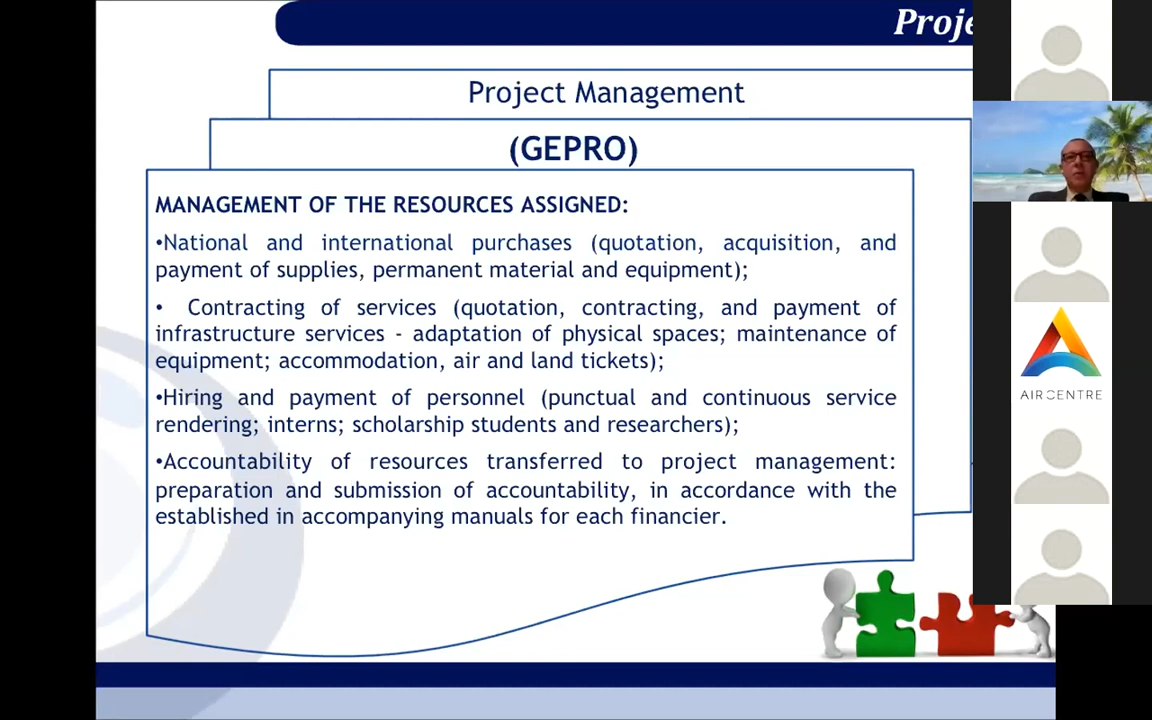 Proje
Project Management
(GEPRO)
MANAGEMENT OF THE RESOURCES ASSIGNED:
•National and international purchases (quotation, acquisition, and
payment of supplies, permanent material and equipment);
• Contracting of services (quotation, contracting, and payment of
infrastructure services - adaptation of physical spaces; maintenance of
equipment; accommodation, air and land tickets);
•Hiring and payment of personnel (punctual and continuous service
rendering; interns; scholarship students and researchers);
•Accountability of resources transferred to project management:
preparation and submission of accountability, in accordance with the
established in accompanying manuals for each financier.
AIRCENTRE